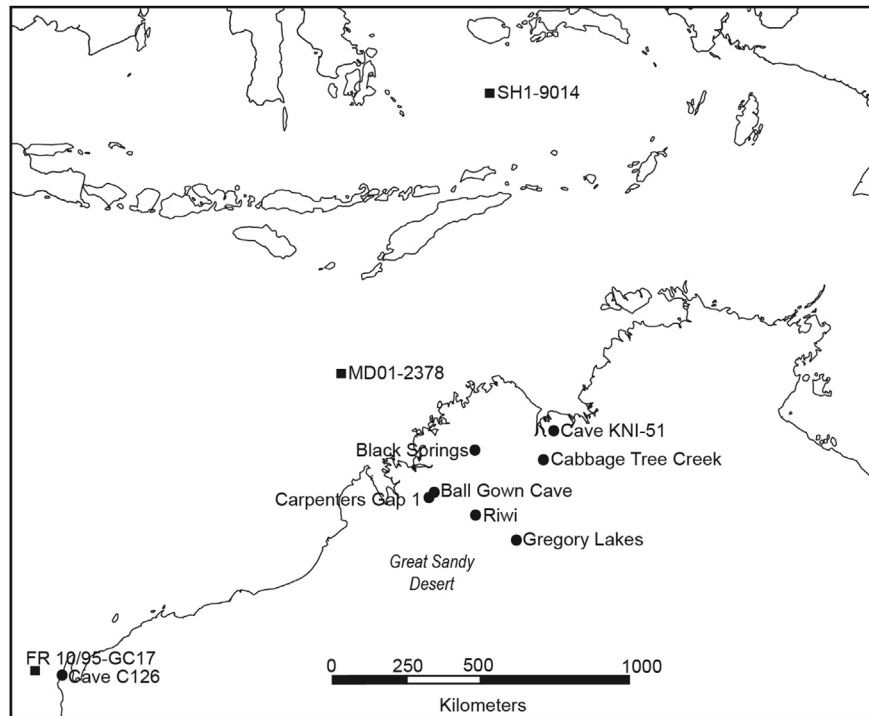 SH1-9014
MD01-2378
Cave KNI-51
Black Springs
Cabbage Tree Creek
Ball Gown Cave
Carpenters Gap 1
Riwi
Gregory Lakes
Great Sandy
Desert
FR 10/95-GC17
Cave C126
0 250 500 1000
Kilometers